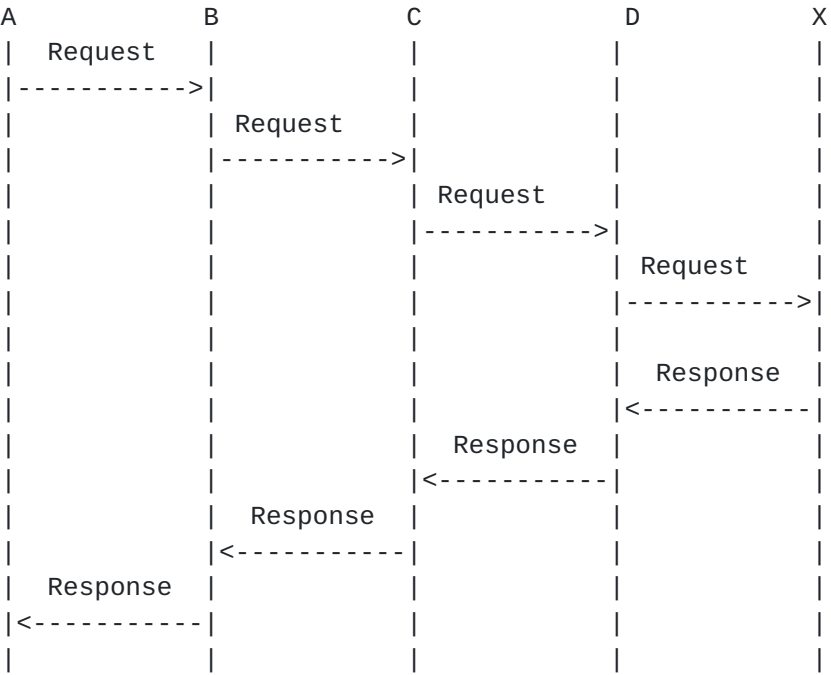 A            B            C            D            X
|  Request   |            |            |            |
|----------->|            |            |            |
|            | Request    |            |            |
|            |----------->|            |            |
|            |            | Request    |            |
|            |            |----------->|            |
|            |            |            | Request    |
|            |            |            |----------->|
|            |            |            |            |
|            |            |            |  Response  |
|            |            |            |<-----------|
|            |            |  Response  |            |
|            |            |<-----------|            |
|            |  Response  |            |            |
|            |<-----------|            |            |
|  Response  |            |            |            |
|<-----------|            |            |            |
|            |            |            |            |